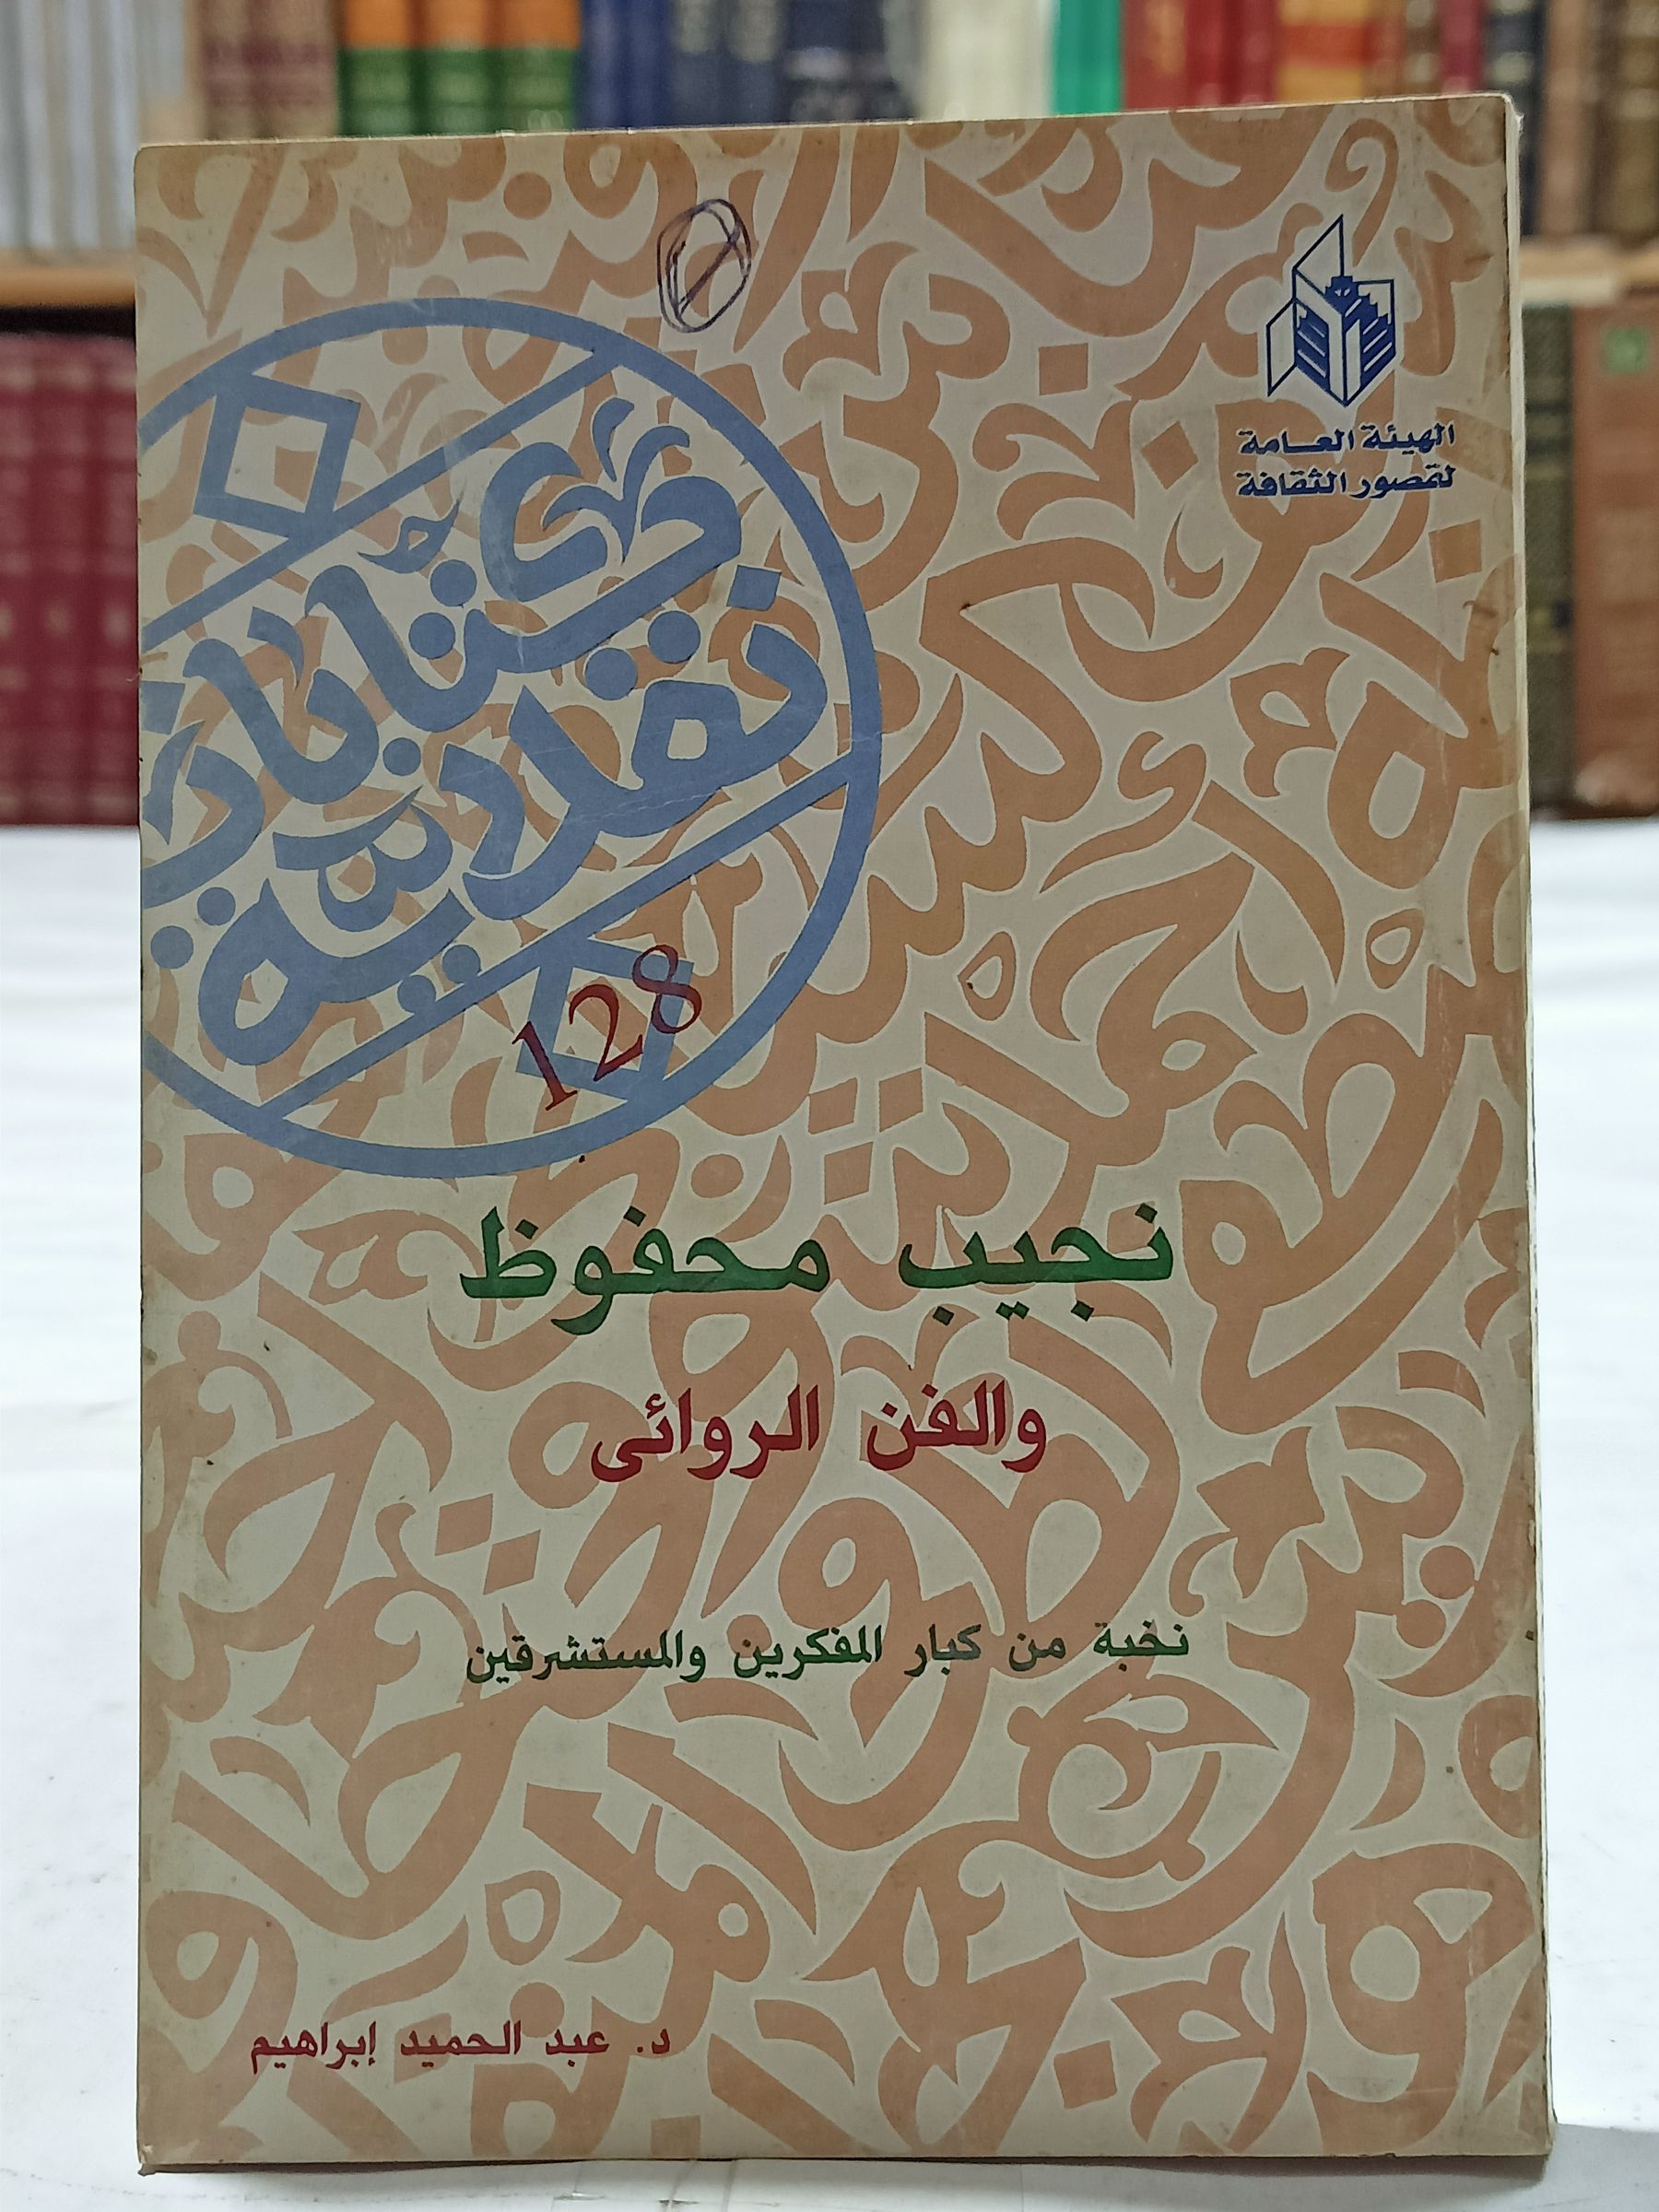 الهيئة العامة
لقصور الثقافة
كتابات
نقدية
128
نجيب محفوظ
والفن الروائى
نخبة من كبار المفكرين والمستشرقين
د. عبد الحميد إبراهيم